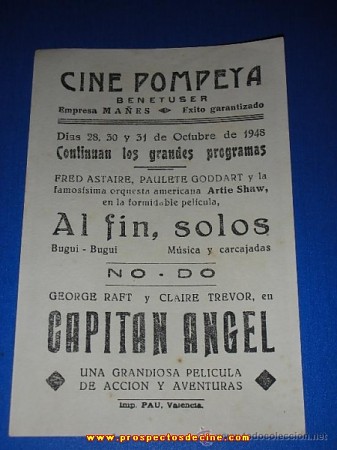 CINE POMPEYA
BENETUSER
Empresa MAÑES Exito garantizado
Días 28, 30 y 31 de Octubre de 1948
Continuan los grandes programas
FRED ASTAIRE, PAULETE GODDART y la
famosísima orquesta americana Artie Shaw,
en la formidable película,
Al fin, solos
Bugui - Bugui Música y carcajadas
NO-DO
GEORGE RAFT y CLAIRE TREVOR, en
CAPITAN ANGEL
UNA GRANDIOSA PELICULA
DE ACCION Y AVENTURAS
Imp. PAU, Valencia.
www.prospectosdecine.com